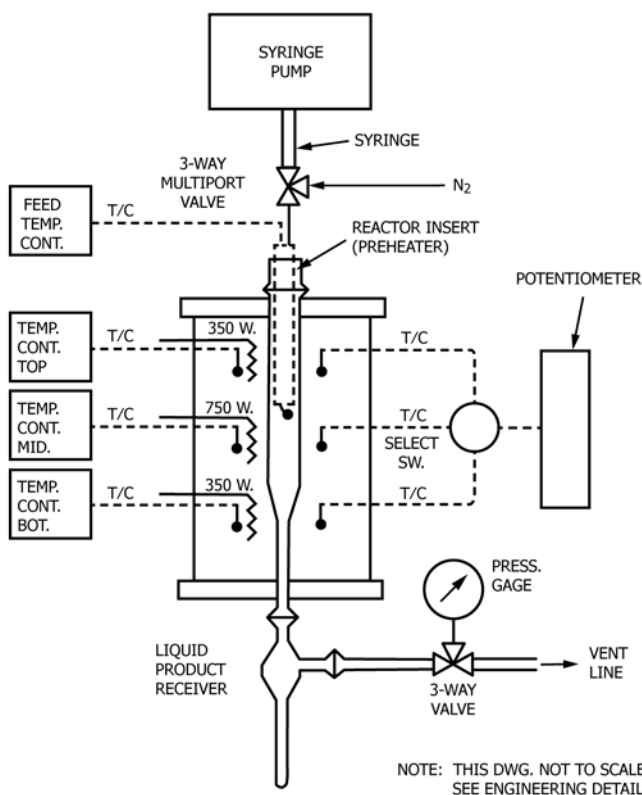 SYRINGE
PUMP
SYRINGE
3-WAY
MULTIPORT
VALVE
N2
FEED
TEMP.
CONT.
T/C
REACTOR INSERT
(PREHEATER)
POTENTIOMETER
TEMP.
CONT.
TOP
T/C
350 W.
T/C
TEMP.
CONT.
MID.
T/C
750 W.
T/C
SELECT
SW.
TEMP.
CONT.
BOT.
T/C
350 W.
T/C
PRESS.
GAGE
LIQUID
PRODUCT
RECEIVER
VENT
LINE
3-WAY
VALVE
NOTE: THIS DWG. NOT TO SCALE
SEE ENGINEERING DETAIL